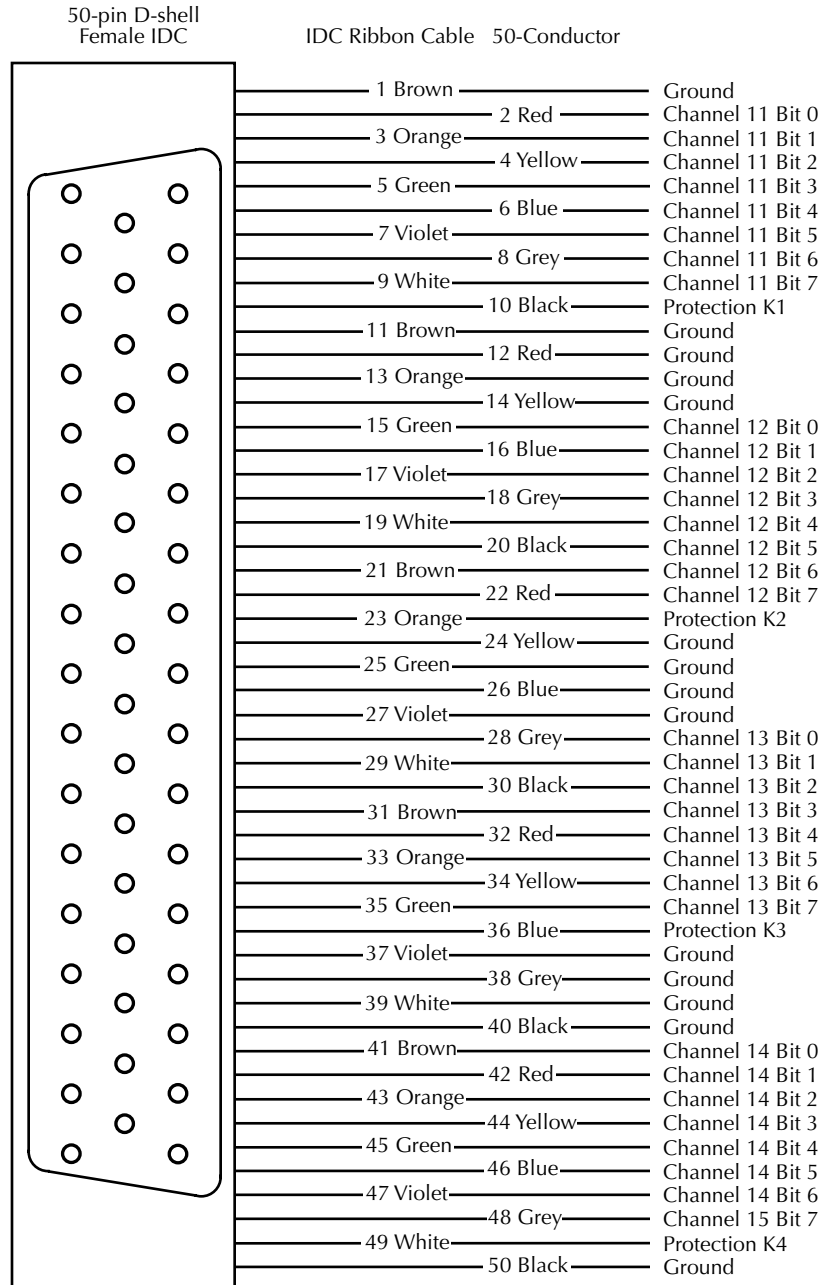 50-pin D-shell
Female IDC
IDC Ribbon Cable 50-Conductor
1 Brown Ground
2 Red Channel 11 Bit 0
3 Orange Channel 11 Bit 1
4 Yellow Channel 11 Bit 2
5 Green Channel 11 Bit 3
6 Blue Channel 11 Bit 4
7 Violet Channel 11 Bit 5
8 Grey Channel 11 Bit 6
9 White Channel 11 Bit 7
10 Black Protection K1
11 Brown Ground
12 Red Ground
13 Orange Ground
14 Yellow Ground
15 Green Channel 12 Bit 0
16 Blue Channel 12 Bit 1
17 Violet Channel 12 Bit 2
18 Grey Channel 12 Bit 3
19 White Channel 12 Bit 4
20 Black Channel 12 Bit 5
21 Brown Channel 12 Bit 6
22 Red Channel 12 Bit 7
23 Orange Protection K2
24 Yellow Ground
25 Green Ground
26 Blue Ground
27 Violet Ground
28 Grey Channel 13 Bit 0
29 White Channel 13 Bit 1
30 Black Channel 13 Bit 2
31 Brown Channel 13 Bit 3
32 Red Channel 13 Bit 4
33 Orange Channel 13 Bit 5
34 Yellow Channel 13 Bit 6
35 Green Channel 13 Bit 7
36 Blue Protection K3
37 Violet Ground
38 Grey Ground
39 White Ground
40 Black Ground
41 Brown Channel 14 Bit 0
42 Red Channel 14 Bit 1
43 Orange Channel 14 Bit 2
44 Yellow Channel 14 Bit 3
45 Green Channel 14 Bit 4
46 Blue Channel 14 Bit 5
47 Violet Channel 14 Bit 6
48 Grey Channel 15 Bit 7
49 White Protection K4
50 Black Ground